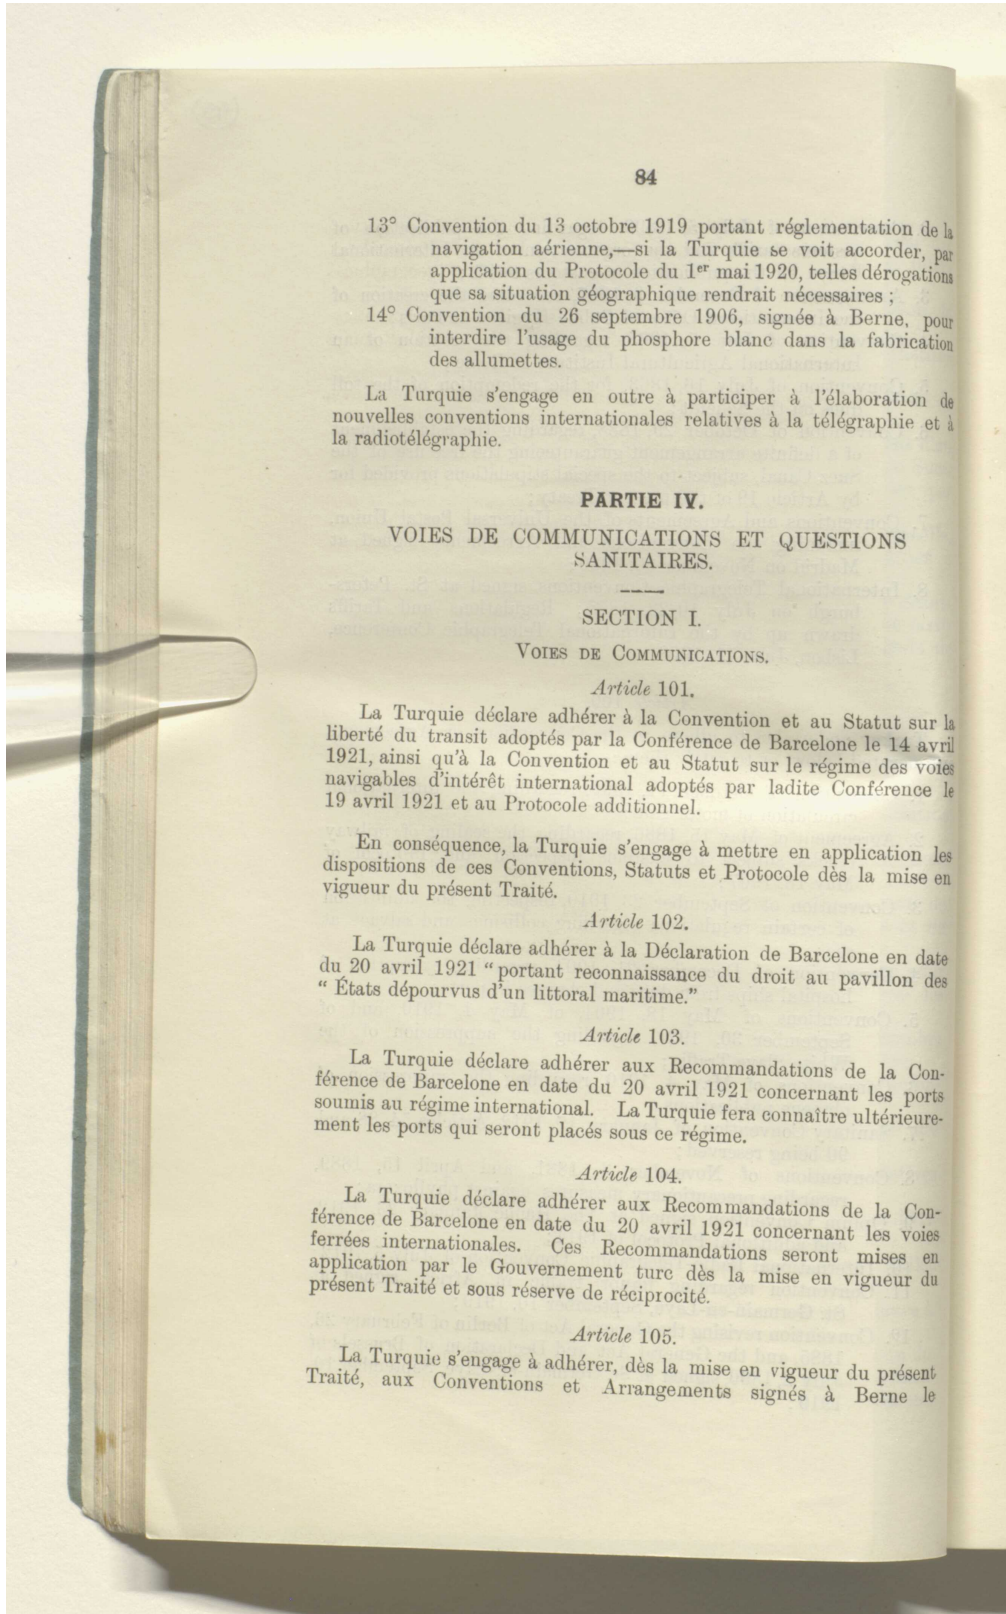 84
13° Convention du 13 octobre 1919 portant réglementation de la
navigation aérienne,—si la Turquie se voit accorder, par
application du Protocole du 1er mai 1920, telles dérogations
que sa situation géographique rendrait nécessaires ;
14° Convention du 26 septembre 1906, signée à Berne, pour
interdire l'usage du phosphore blanc dans la fabrication
des allumettes.
La Turquie s'engage en outre à participer à l'élaboration de
nouvelles conventions internationales relatives à la télégraphie et à
la radiotélégraphie.
PARTIE IV.
VOIES DE COMMUNICATIONS ET QUESTIONS
SANITAIRES.
SECTION I.
VOIES DE COMMUNICATIONS.
Article 101.
La Turquie déclare adhérer à la Convention et au Statut sur la
liberté du transit adoptés par la Conférence de Barcelone le 14 avril
1921, ainsi qu'à la Convention et au Statut sur le régime des voies
navigables d'intérêt international adoptés par ladite Conférence le
19 avril 1921 et au Protocole additionnel.
En conséquence, la Turquie s'engage à mettre en application les
dispositions de ces Conventions, Statuts et Protocole dès la mise en
vigueur du présent Traité.
Article 102.
La Turquie déclare adhérer à la Déclaration de Barcelone en date
du 20 avril 1921 "portant reconnaissance du droit au pavillon des
" États dépourvus d'un littoral maritime."
Article 103.
La Turquie déclare adhérer aux Recommandations de la Con-
férence de Barcelone en date du 20 avril 1921 concernant les ports
soumis au régime international. La Turquie fera connaître ultérieure-
ment les ports qui seront placés sous ce régime.
Article 104.
La Turquie déclare adhérer aux Recommandations de la Con-
férence de Barcelone en date du 20 avril 1921 concernant les voies
ferrées internationales. Ces Recommandations seront mises en
application par le Gouvernement turc dès la mise en vigueur du
présent Traité et sous réserve de réciprocité.
Article 105.
La Turquie s'engage à adhérer, dès la mise en vigueur du présent
Traité, aux Conventions et Arrangements signés à Berne le